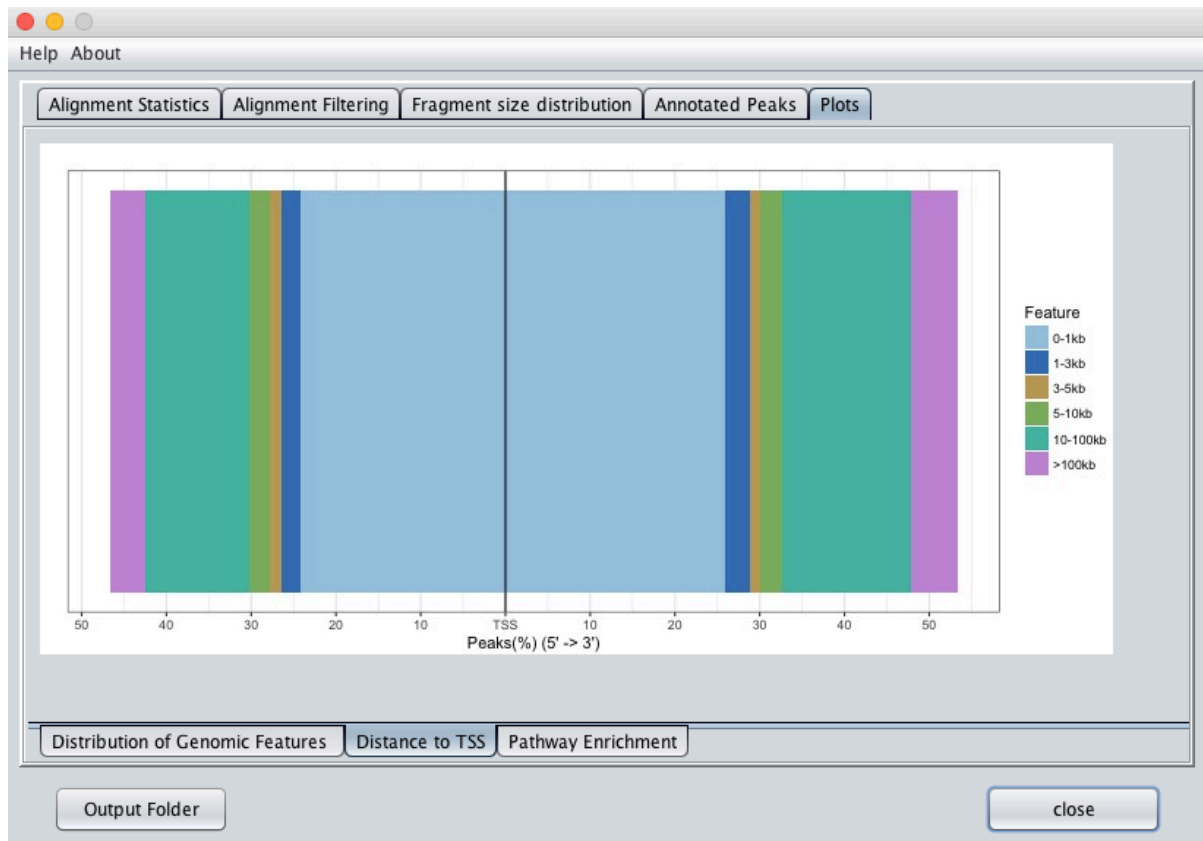 Help About
Alignment Statistics Alignment Filtering Fragment size distribution Annotated Peaks Plots
Feature
0-1kb
1-3kb
3-5kb
5-10kb
10-100kb
>100kb
50 40 30 20 10 TSS 10 20 30 40 50
Peaks(%) (5' -> 3')
Distribution of Genomic Features Distance to TSS Pathway Enrichment
Output Folder close